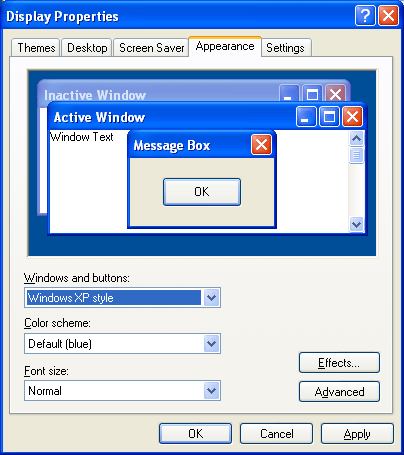 Display Properties
Themes Desktop Screen Saver Appearance Settings
Inactive Window
Active Window
Window Text
Message Box
OK
Windows and buttons:
Windows XP style
Color scheme:
Default (blue)
Effects...
Font size:
Normal
Advanced
OK Cancel Apply